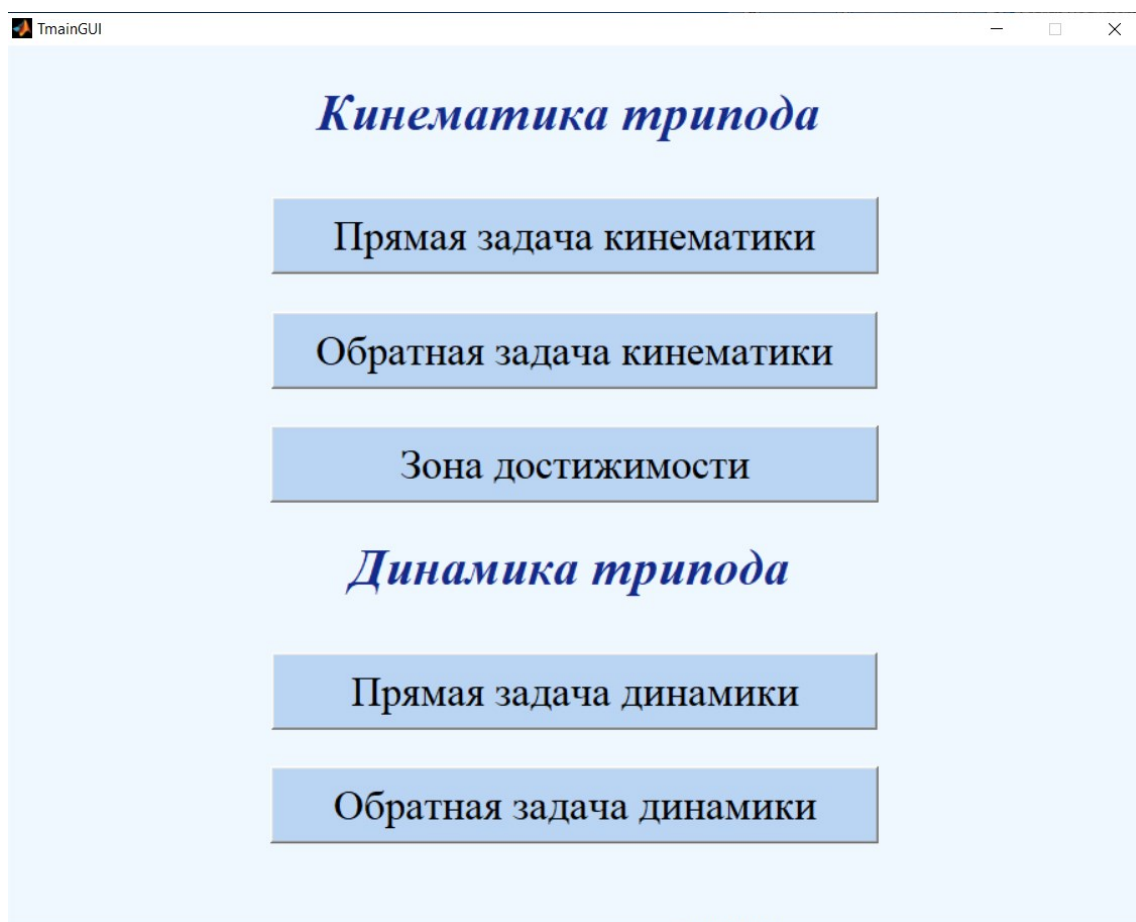 TmainGUI
Кинематика трипода
Прямая задача кинематики
Обратная задача кинематики
Зона достижимости
Динамика трипода
Прямая задача динамики
Обратная задача динамики